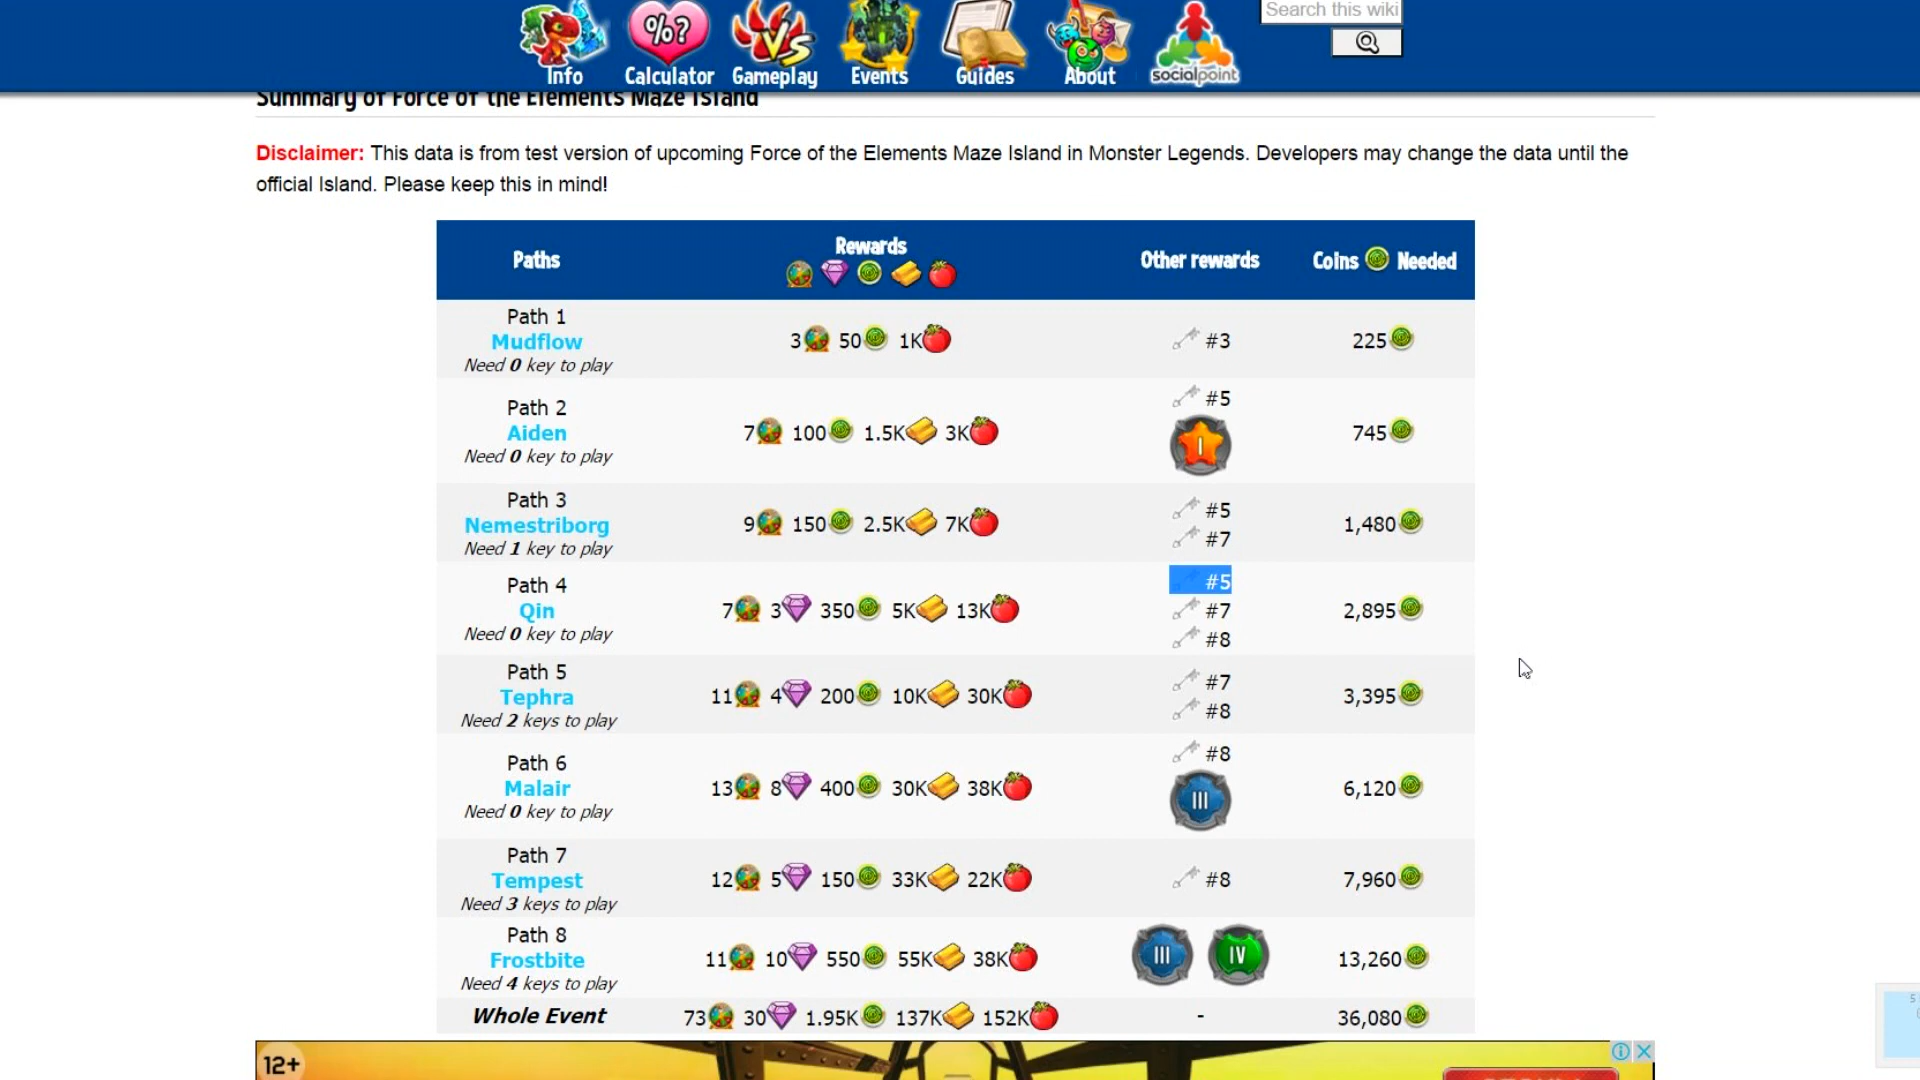 %?
VS
Info
Calculator
Gameplay
Events
Guides
About
socialpoint
Search this wiki
Summary of Force of the Elements Maze Island
Disclaimer: This data is from test version of upcoming Force of the Elements Maze Island in Monster Legends. Developers may change the data until the
official Island. Please keep this in mind!
Paths
Rewards
Other rewards
Coins Needed
Path 1
Mudflow
Need 0 key to play
3 50 1K
#3
225
Path 2
Aiden
Need 0 key to play
7 100 1.5K 3K
#5
I
745
Path 3
Nemestriborg
Need 1 key to play
9 150 2.5K 7K
#5
#7
1,480
Path 4
Qin
Need 0 key to play
7 3 350 5K 13K
#5
#7
#8
2,895
Path 5
Tephra
Need 2 keys to play
11 4 200 10K 30K
#7
#8
3,395
Path 6
Malair
Need 0 key to play
13 8 400 30K 38K
#8
III
6,120
Path 7
Tempest
Need 3 keys to play
12 5 150 33K 22K
#8
7,960
Path 8
Frostbite
Need 4 keys to play
11 10 550 55K 38K
III IV
13,260
Whole Event
73 30 1.95K 137K 152K
-
36,080
12+